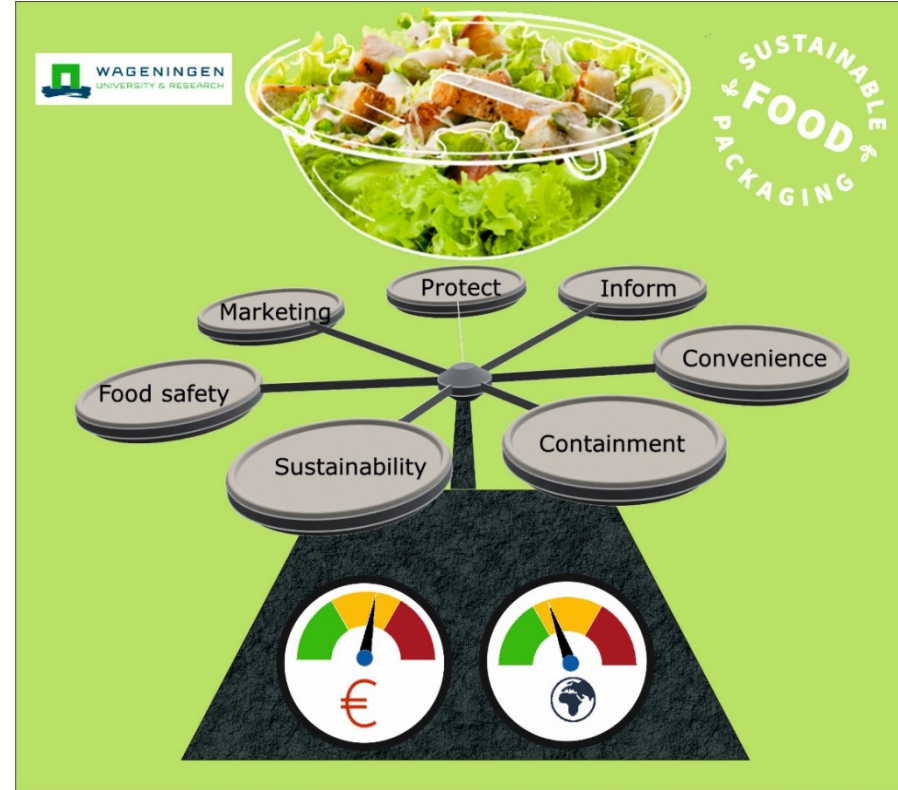 WAGENINGEN
UNIVERSITY & RESEARCH
SUSTAINABLE
FOOD
PACKAGING
Protect
Inform
Marketing
Convenience
Food safety
Containment
Sustainability
€